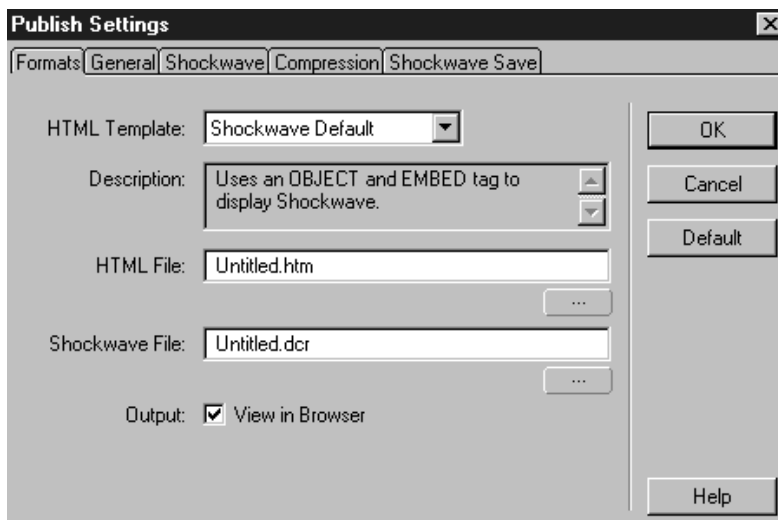 Publish Settings
Formats General Shockwave Compression Shockwave Save
HTML Template: Shockwave Default
Description: Uses an OBJECT and EMBED tag to
display Shockwave.
HTML File: Untitled.htm
...
Shockwave File: Untitled.dcr
...
Output: View in Browser
OK
Cancel
Default
Help